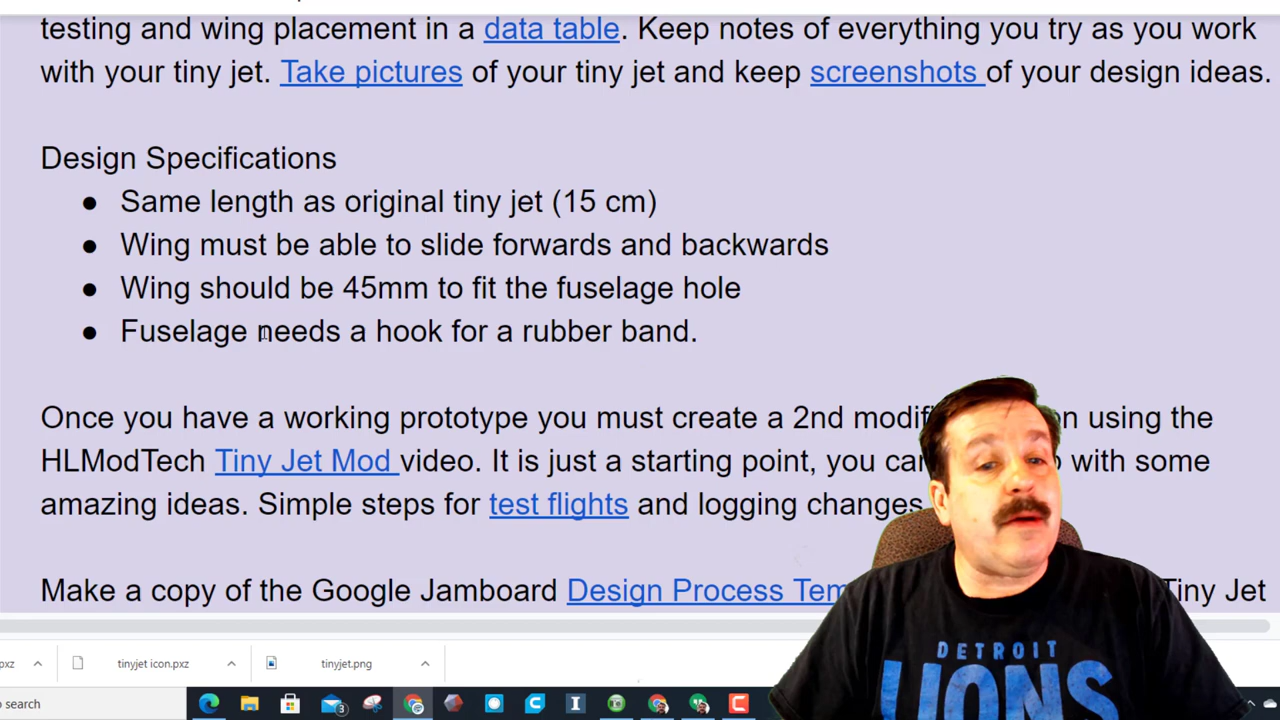 testing and wing placement in a data table. Keep notes of everything you try as you work
with your tiny jet. Take pictures of your tiny jet and keep screenshots of your design ideas.
Design Specifications
● Same length as original tiny jet (15 cm)
● Wing must be able to slide forwards and backwards
● Wing should be 45mm to fit the fuselage hole
● Fuselage needs a hook for a rubber band.
Once you have a working prototype you must create a 2nd using the
HLModTech Tiny Jet Mod video. It is just a starting point, you can with some
amazing ideas. Simple steps for test flights and logging changes
Make a copy of the Google Jamboard Design Process Tiny Jet
DETROIT
LIONS
.pxz
tinyjet icon.pxz
tinyjet.png
search
3